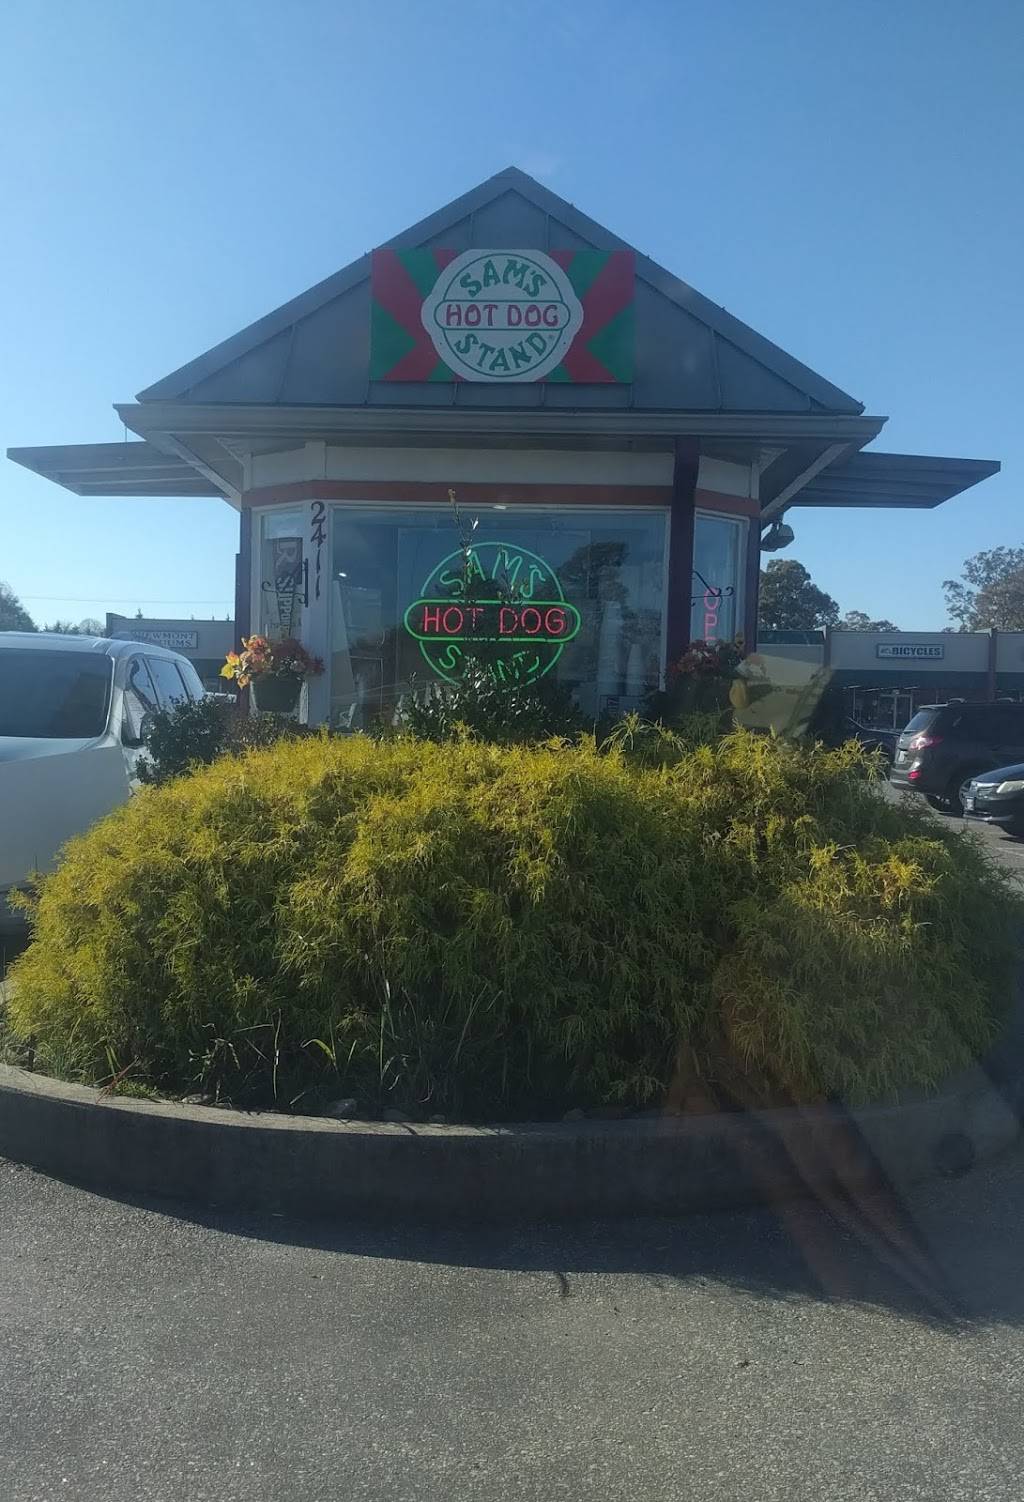 SAM'S
HOT DOG
STAND®
2411
SAM'S
HOT DOG
STAND
BICYCLES